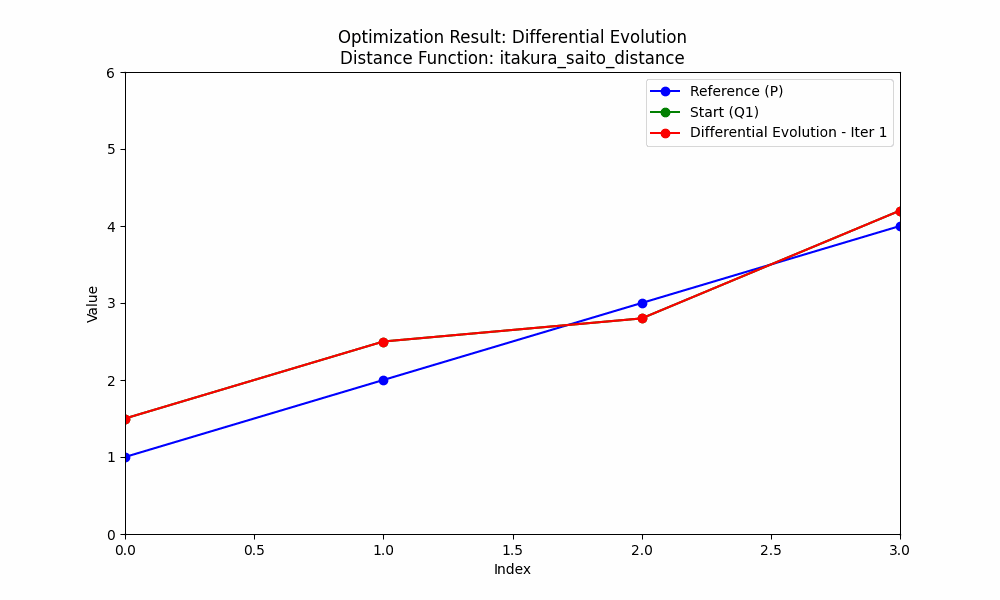 Optimization Result: Differential Evolution
Distance Function: itakura_saito_distance
6
5
4
3
2
1
0
Value
Reference (P)
Start (Q1)
Differential Evolution - Iter 1
0.0 0.5 1.0 1.5 2.0 2.5 3.0
Index